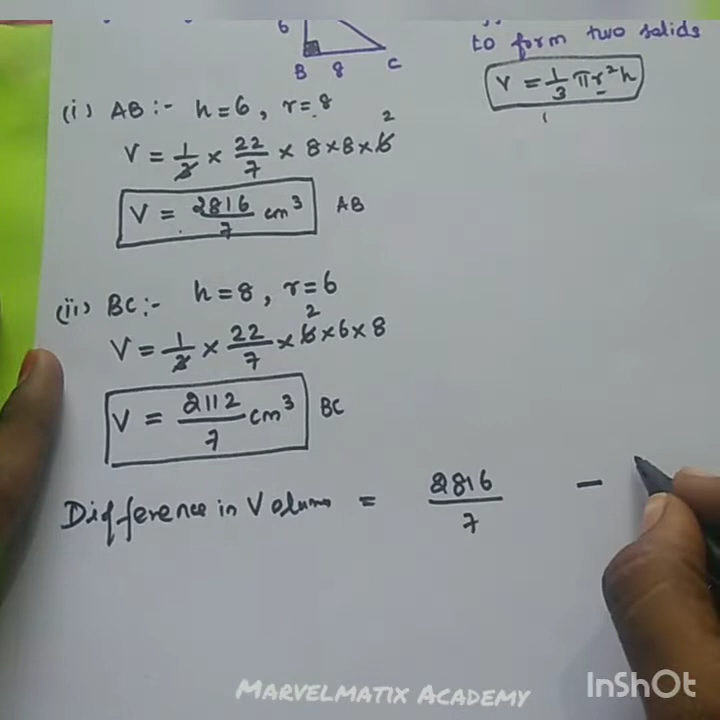 6
B 8 C
to form two solids
V = 1/3 πr²h
(i) AB :- h=6, r=8
V = 1/3 × 22/7 × 8×8×6 2
V = 2816/7 cm³ AB
(ii) BC :- h=8, r=6
V = 1/3 × 22/7 × 6 2 × 6 × 8
V = 2112/7 cm³ BC
Difference in Volume = 2816/7 −
MARVELMATIX ACADEMY
InShOt